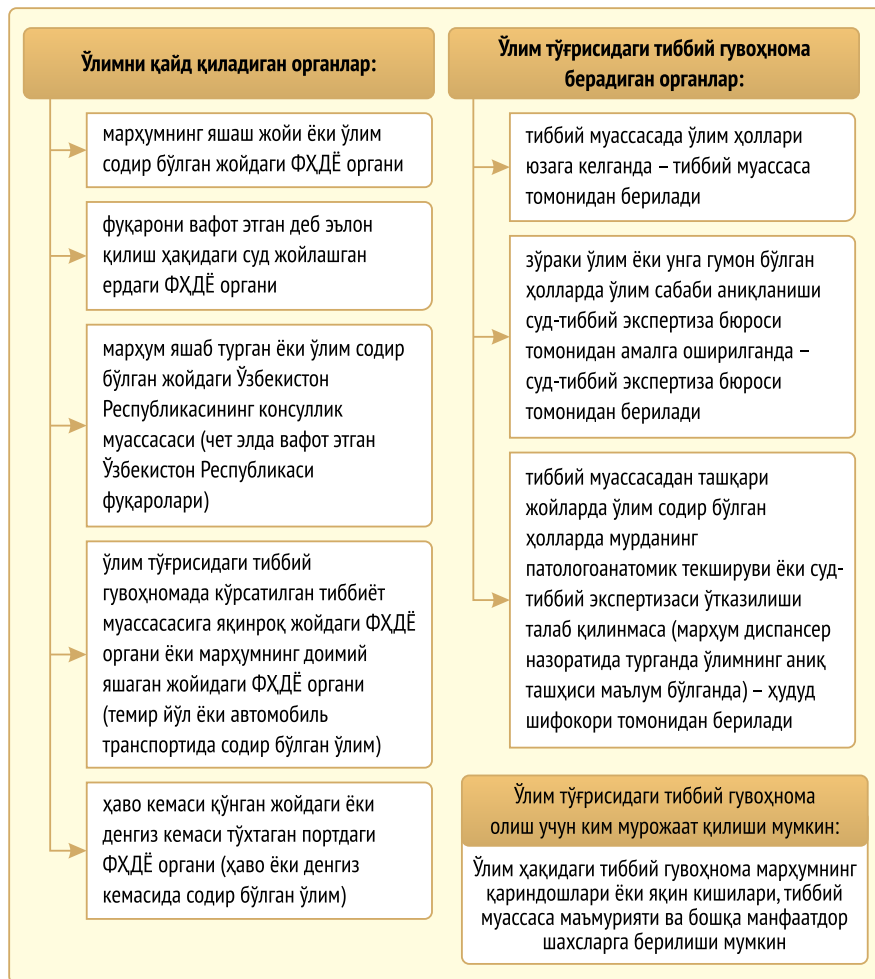 Ўлимни қайд қиладиган органлар:
марҳумнинг яшаш жойи ёки ўлим
содир бўлган жойдаги ФҲДЁ органи
фуқарони вафот этган деб эълон
қилиш ҳақидаги суд жойлашган
ердаги ФҲДЁ органи
марҳум яшаб турган ёки ўлим содир
бўлган жойдаги Ўзбекистон
Республикасининг консуллик
муассасаси (чет элда вафот этган
Ўзбекистон Республикаси
фуқаролари)
ўлим тўғрисидаги тиббий
гувоҳномада кўрсатилган тиббиёт
муассасасига яқинроқ жойдаги ФҲДЁ
органи ёки марҳумнинг доимий
яшаган жойидаги ФҲДЁ органи
(темир йўл ёки автомобиль
транспортида содир бўлган ўлим)
ҳаво кемаси қўнган жойдаги ёки
денгиз кемаси тўхтаган портдаги
ФҲДЁ органи (ҳаво ёки денгиз
кемасида содир бўлган ўлим)
Ўлим тўғрисидаги тиббий гувоҳнома
берадиган органлар:
тиббий муассасада ўлим ҳоллари
юзага келганда – тиббий муассаса
томонидан берилади
зўраки ўлим ёки унга гумон бўлган
ҳолларда ўлим сабаби аниқланиши
суд-тиббий экспертиза бюроси
томонидан амалга оширилганда –
суд-тиббий экспертиза бюроси
томонидан берилади
тиббий муассасадан ташқари
жойларда ўлим содир бўлган
ҳолларда мурданинг
патологоанатомик текшируви ёки суд-
тиббий экспертизаси ўтказилиши
талаб қилинмаса (марҳум диспансер
назоратида турганда ўлимнинг аниқ
ташҳиси маълум бўлганда) – ҳудуд
шифокори томонидан берилади
Ўлим тўғрисидаги тиббий гувоҳнома
олиш учун ким мурожаат қилиши мумкин:
Ўлим ҳақидаги тиббий гувоҳнома марҳумнинг
қариндошлари ёки яқин кишилари, тиббий
муассаса маъмурияти ва бошқа манфаатдор
шахсларга берилиши мумкин